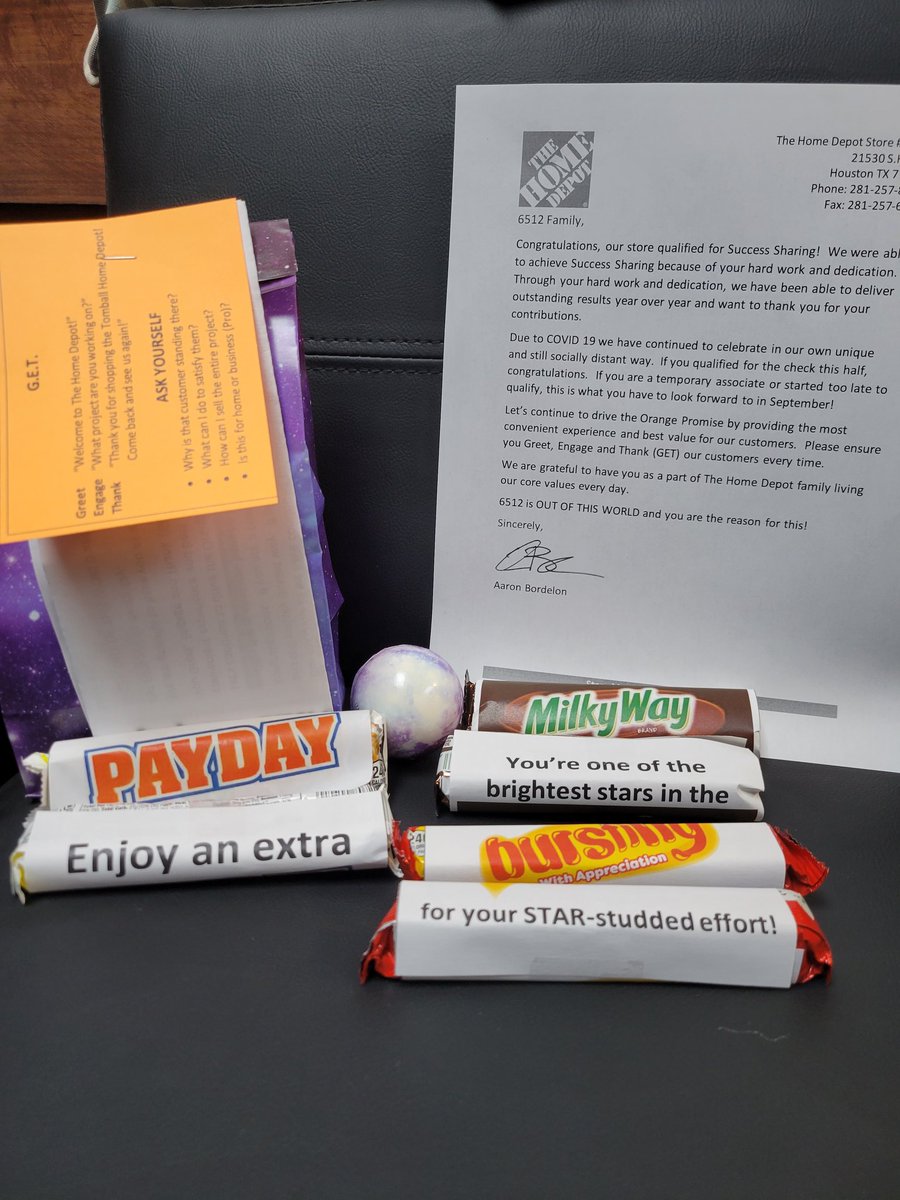 G.E.T.
Greet "Welcome to The Home Depot!"
Engage "What project are you working on?"
Thank "Thank you for shopping the Tomball Home Depot!
Come back and see us again!"
ASK YOURSELF
• Why is that customer standing there?
• What can I do to satisfy them?
• How can I sell the entire project?
• Is this for home or business (Pro)?
THE HOME DEPOT
The Home Depot Store #
21530 S.
Houston TX 7
Phone: 281-257-
Fax: 281-257-6
6512 Family,
Congratulations, our store qualified for Success Sharing! We were abl
to achieve Success Sharing because of your hard work and dedication.
Through your hard work and dedication, we have been able to deliver
outstanding results year over year and want to thank you for your
contributions.
Due to COVID 19 we have continued to celebrate in our own unique
and still socially distant way. If you qualified for the check this half,
congratulations. If you are a temporary associate or started too late to
qualify, this is what you have to look forward to in September!
Let's continue to drive the Orange Promise by providing the most
convenient experience and best value for our customers. Please ensure
you Greet, Engage and Thank (GET) our customers every time.
We are grateful to have you as a part of The Home Depot family living
our core values every day.
6512 is OUT OF THIS WORLD and you are the reason for this!
Sincerely,
Aaron Bordelon
PAYDAY
Enjoy an extra
Milky Way
BRAND
You're one of the
brightest stars in the
bursting
With Appreciation
for your STAR-studded effort!